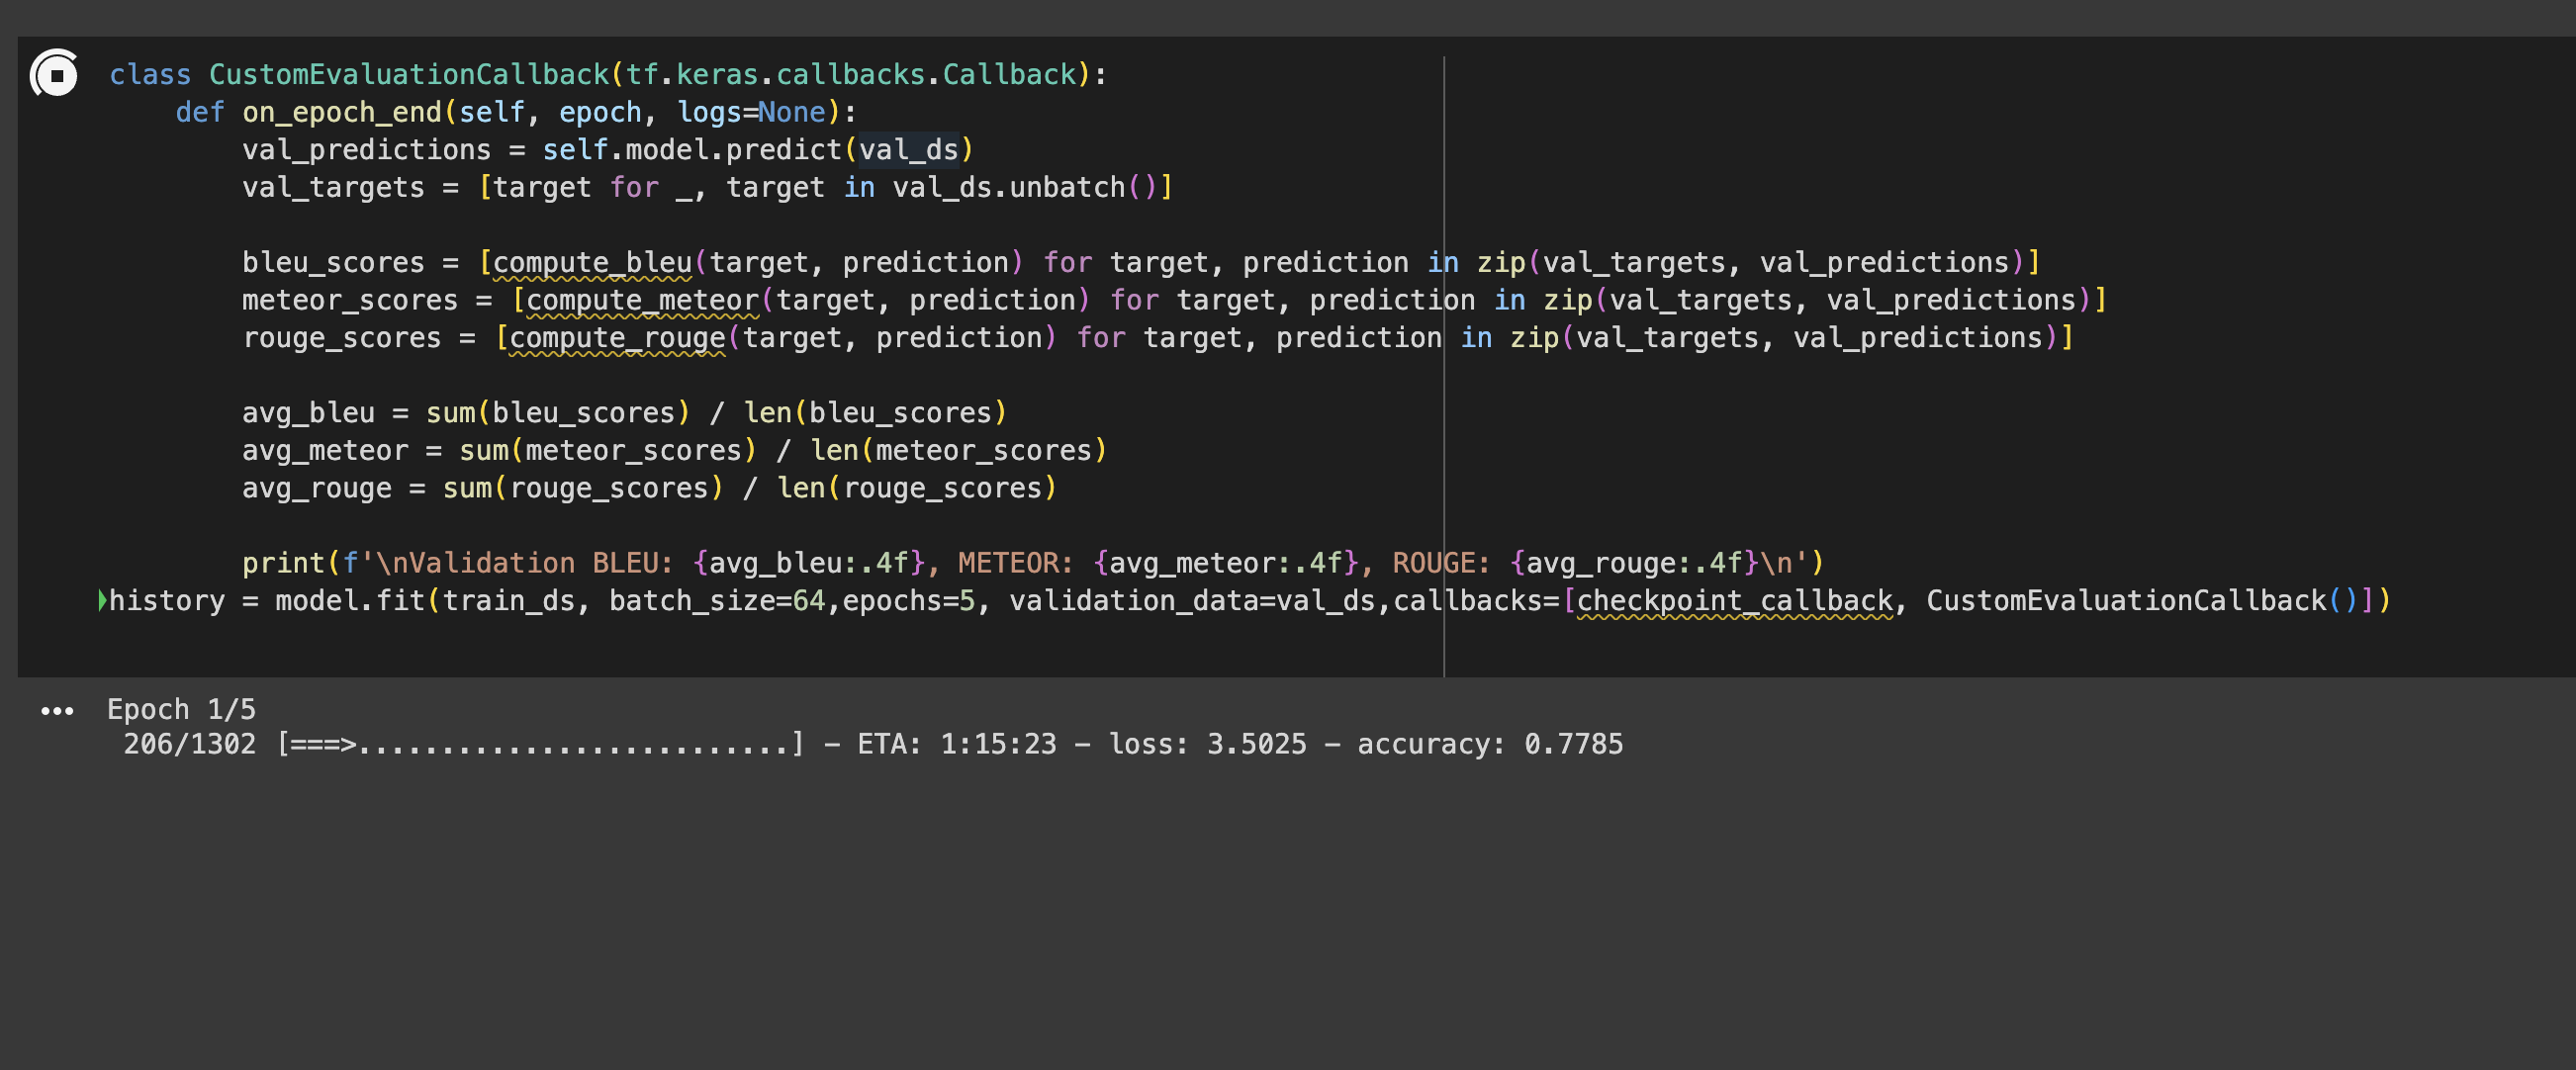 class CustomEvaluationCallback(tf.keras.callbacks.Callback):
    def on_epoch_end(self, epoch, logs=None):
        val_predictions = self.model.predict(val_ds)
        val_targets = [target for _, target in val_ds.unbatch()]

        bleu_scores = [compute_bleu(target, prediction) for target, prediction in zip(val_targets, val_predictions)]
        meteor_scores = [compute_meteor(target, prediction) for target, prediction in zip(val_targets, val_predictions)]
        rouge_scores = [compute_rouge(target, prediction) for target, prediction in zip(val_targets, val_predictions)]

        avg_bleu = sum(bleu_scores) / len(bleu_scores)
        avg_meteor = sum(meteor_scores) / len(meteor_scores)
        avg_rouge = sum(rouge_scores) / len(rouge_scores)

        print(f'\nValidation BLEU: {avg_bleu:.4f}, METEOR: {avg_meteor:.4f}, ROUGE: {avg_rouge:.4f}\n')
history = model.fit(train_ds, batch_size=64,epochs=5, validation_data=val_ds,callbacks=[checkpoint_callback, CustomEvaluationCallback()])
Epoch 1/5
 206/1302 [===>..........................] - ETA: 1:15:23 - loss: 3.5025 - accuracy: 0.7785